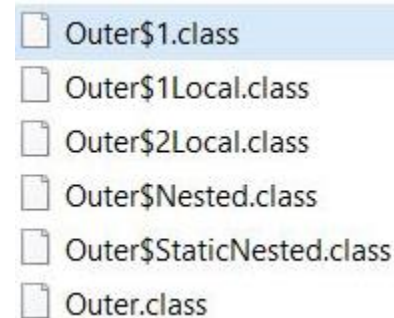 Outer$1.class
Outer$1Local.class
Outer$2Local.class
Outer$Nested.class
Outer$StaticNested.class
Outer.class